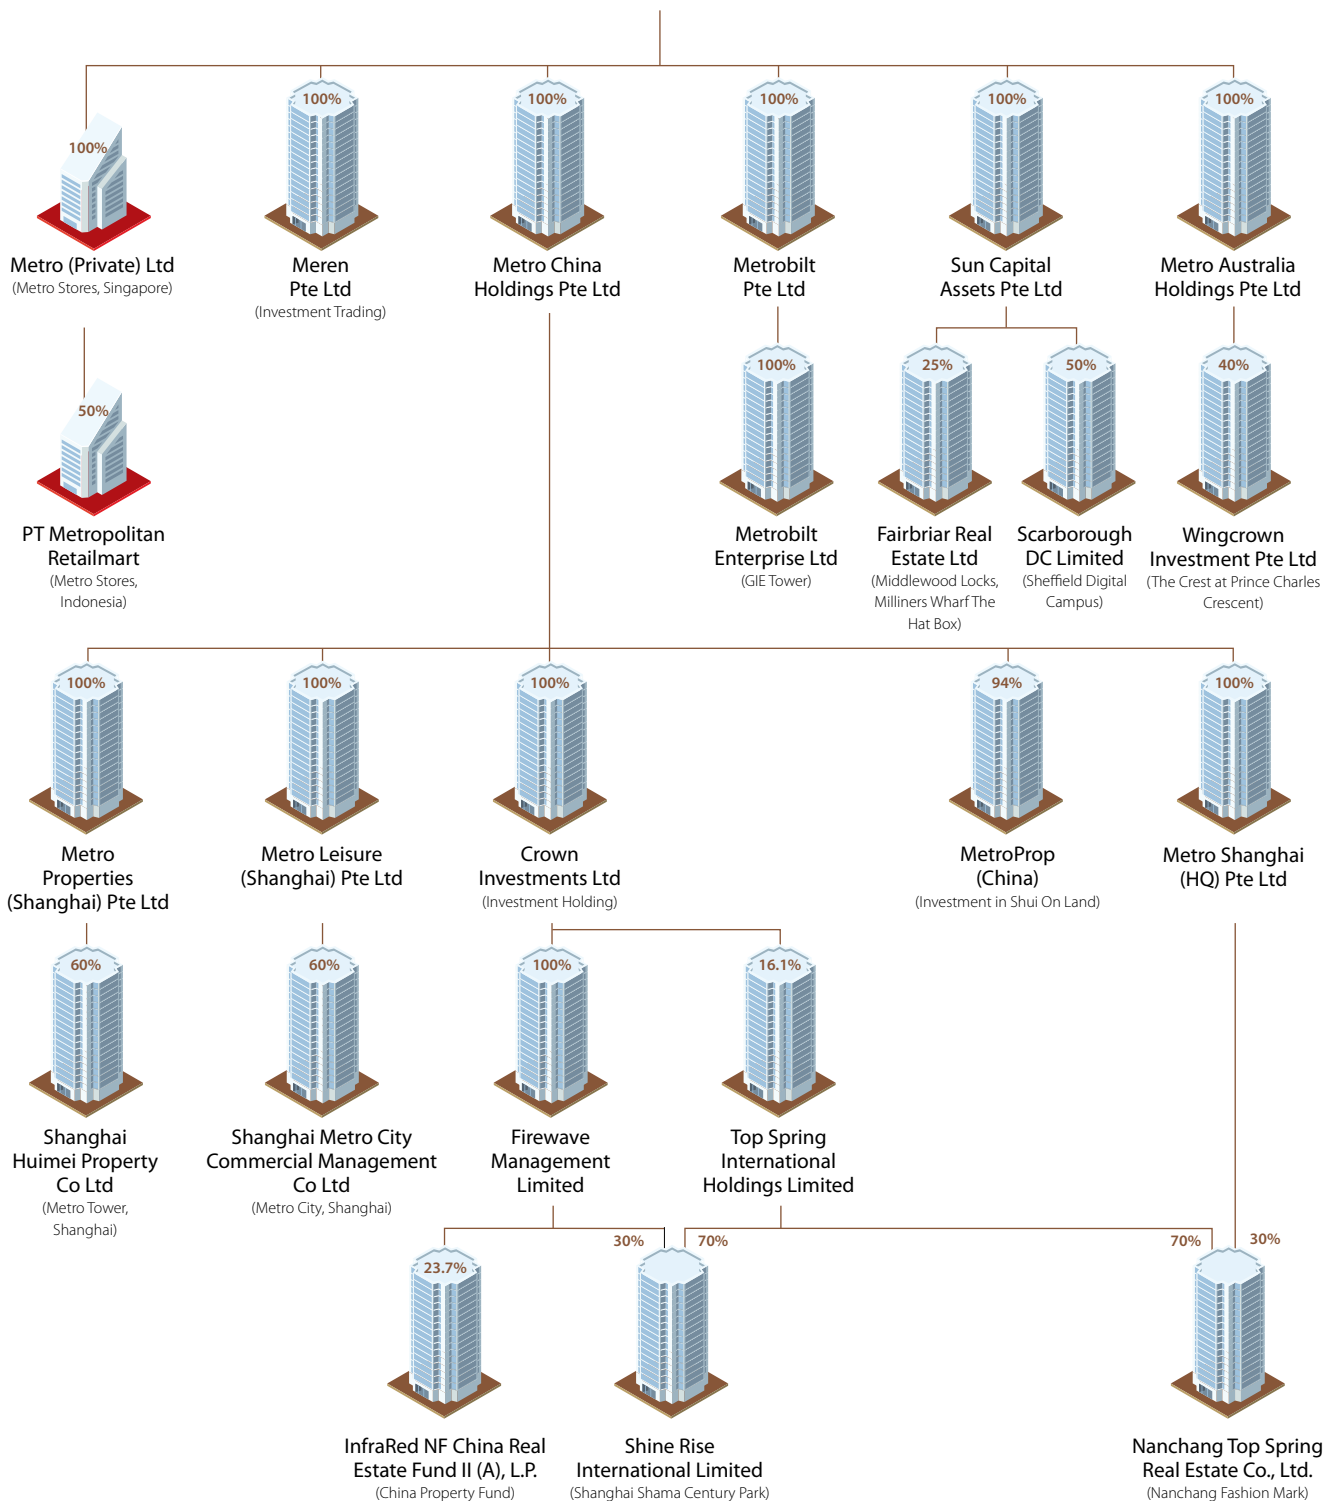 100%
100%
100%
100%
100%
100%
Metro (Private) Ltd
(Metro Stores, Singapore)
Meren
Pte Ltd
(Investment Trading)
Metro China
Holdings Pte Ltd
Metrobilt
Pte Ltd
Sun Capital
Assets Pte Ltd
Metro Australia
Holdings Pte Ltd
50%
100%
25%
50%
40%
PT Metropolitan
Retailmart
(Metro Stores,
Indonesia)
Metrobilt
Enterprise Ltd
(GIE Tower)
Fairbriar Real
Estate Ltd
(Middlewood Locks,
Milliners Wharf The
Hat Box)
Scarborough
DC Limited
(Sheffield Digital
Campus)
Wingcrown
Investment Pte Ltd
(The Crest at Prince Charles
Crescent)
100%
100%
100%
94%
100%
Metro
Properties
(Shanghai) Pte Ltd
Metro Leisure
(Shanghai) Pte Ltd
Crown
Investments Ltd
(Investment Holding)
MetroProp
(China)
(Investment in Shui On Land)
Metro Shanghai
(HQ) Pte Ltd
60%
60%
100%
16.1%
Shanghai
Huimei Property
Co Ltd
(Metro Tower,
Shanghai)
Shanghai Metro City
Commercial Management
Co Ltd
(Metro City, Shanghai)
Firewave
Management
Limited
Top Spring
International
Holdings Limited
23.7%
30%
70%
70%
30%
InfraRed NF China Real
Estate Fund II (A), L.P.
(China Property Fund)
Shine Rise
International Limited
(Shanghai Shama Century Park)
Nanchang Top Spring
Real Estate Co., Ltd.
(Nanchang Fashion Mark)